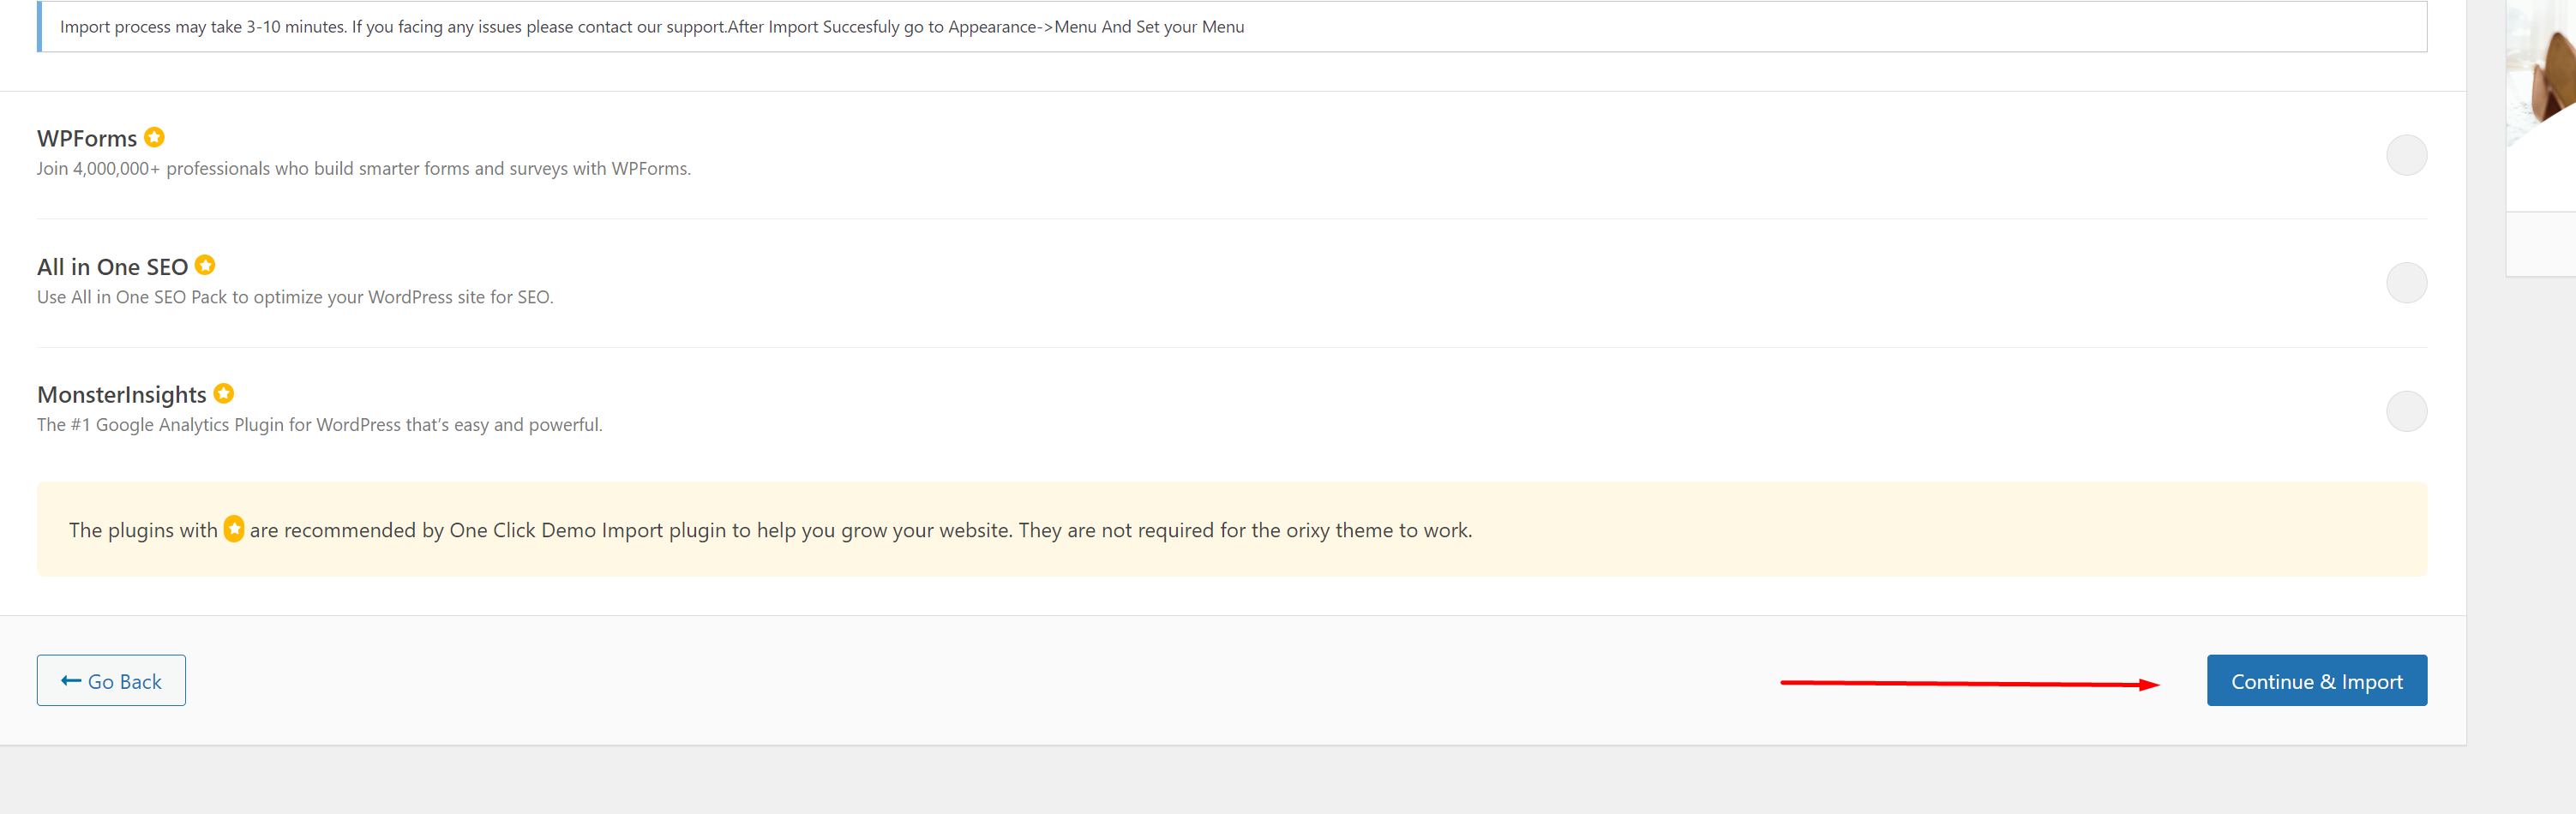 Import process may take 3-10 minutes. If you facing any issues please contact our support.After Import Succesfuly go to Appearance->Menu And Set your Menu
WPForms
Join 4,000,000+ professionals who build smarter forms and surveys with WPForms.
All in One SEO
Use All in One SEO Pack to optimize your WordPress site for SEO.
MonsterInsights
The #1 Google Analytics Plugin for WordPress that's easy and powerful.
The plugins with are recommended by One Click Demo Import plugin to help you grow your website. They are not required for the orixy theme to work.
Go Back
Continue & Import